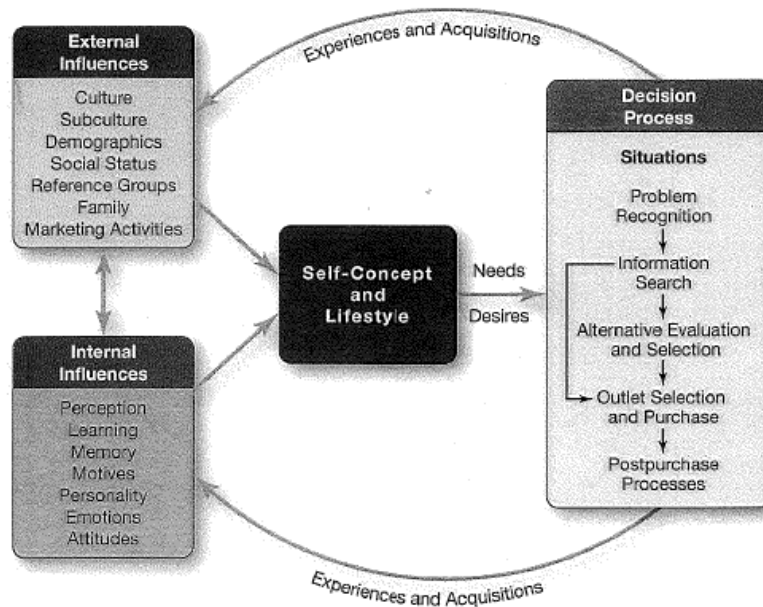 External
Influences
Culture
Subculture
Demographics
Social Status
Reference Groups
Family
Marketing Activities
Internal
Influences
Perception
Learning
Memory
Motives
Personality
Emotions
Attitudes
Experiences and Acquisitions
Self-Concept
and
Lifestyle
Needs
Desires
Decision
Process
Situations
Problem
Recognition
Information
Search
Alternative Evaluation
and Selection
Outlet Selection
and Purchase
Postpurchase
Processes
Experiences and Acquisitions